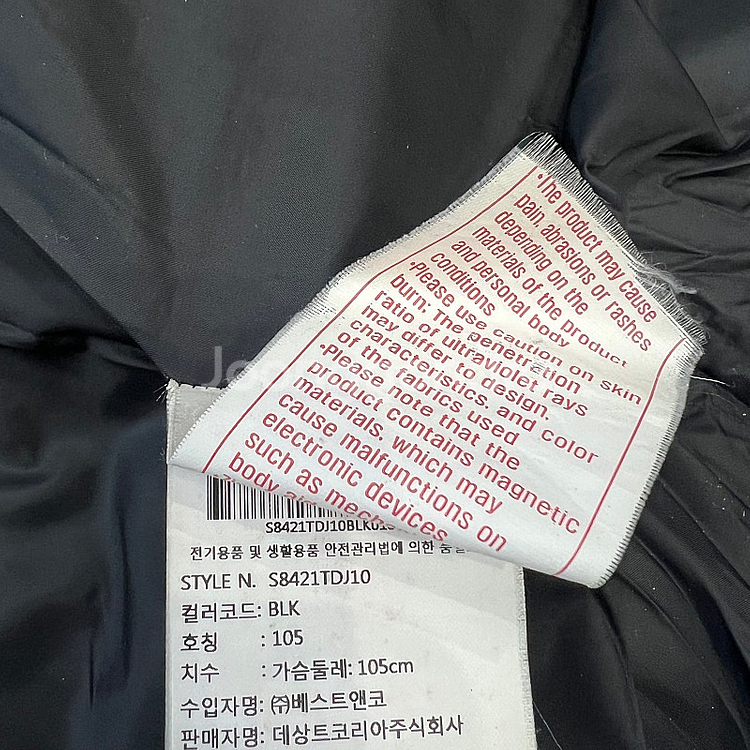 •The product may cause
pain, abrasions or rashes
depending on the
materials of the product
and personal body
conditions
•Please use caution on skin
burn. The penetration
ratio of ultraviolet rays
may differ to design,
characteristics, and color
of the fabrics used
•Please note that the
product contains magnetic
materials, which may
cause malfunctions on
electronic devices
such as
body
S8421TDJ10BLK01
전기용품 및 생활용품 안전관리법에 의한
STYLE N. S8421TDJ10
컬러코드: BLK
호칭 : 105
치수 : 가슴둘레: 105cm
수입자명: ㈜베스트앤코
판매자명: 데상트코리아주식회사